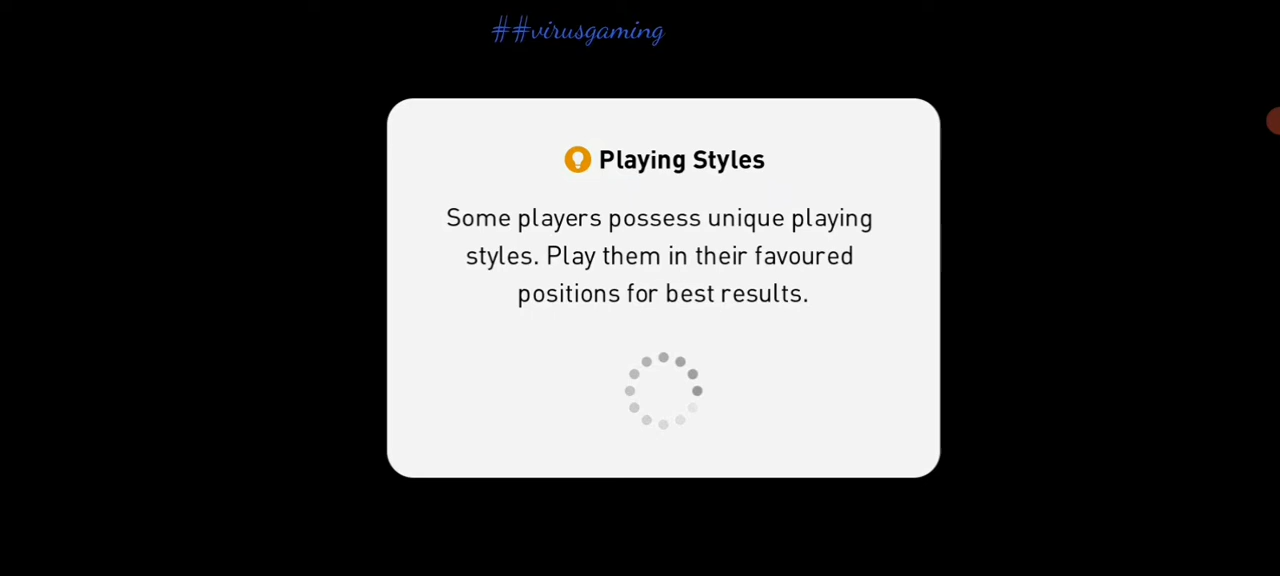 ##virusgaming
Playing Styles
Some players possess unique playing
styles. Play them in their favoured
positions for best results.